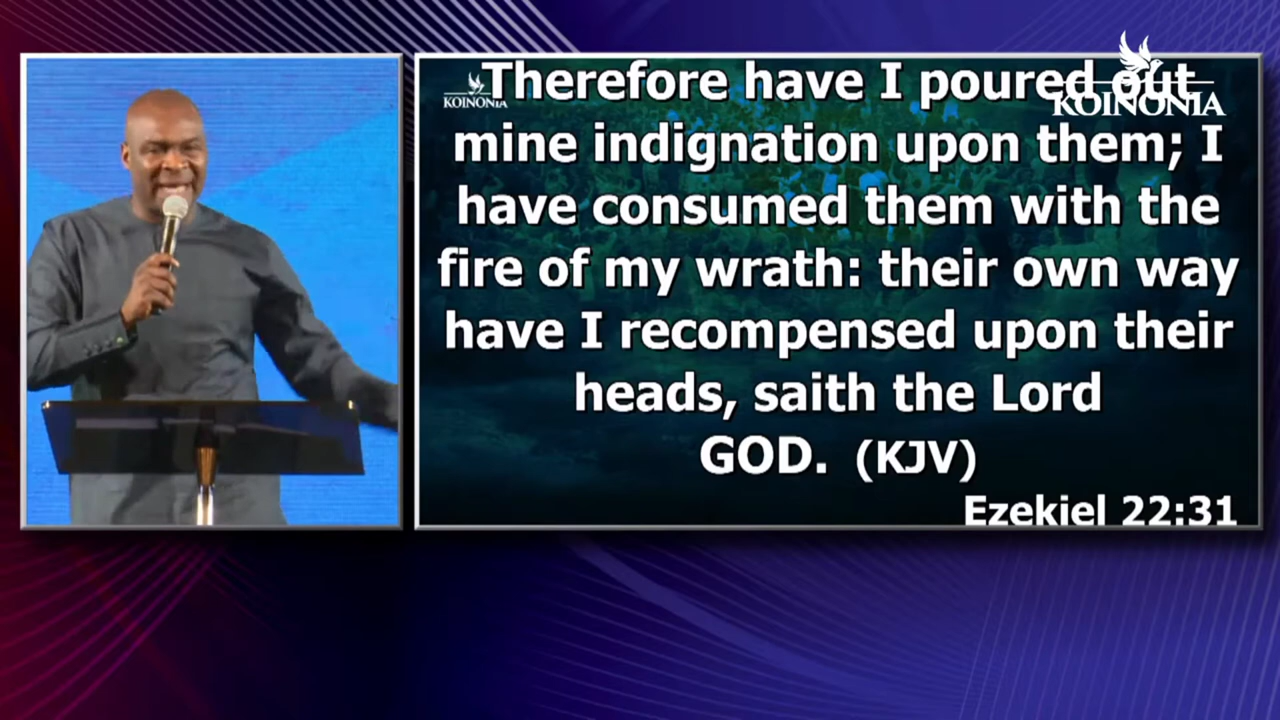 KOINONIA
KOINONIA
Therefore have I poured out
mine indignation upon them; I
have consumed them with the
fire of my wrath: their own way
have I recompensed upon their
heads, saith the Lord
GOD. (KJV)
Ezekiel 22:31